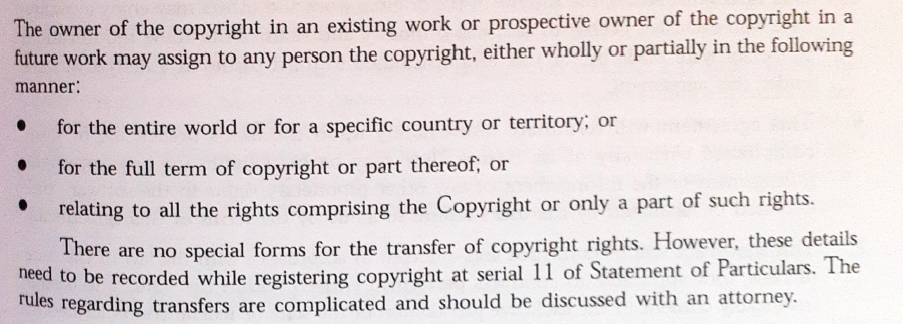 The owner of the copyright in an existing work or prospective owner of the copyright in a
future work may assign to any person the copyright, either wholly or partially in the following
manner:
● for the entire world or for a specific country or territory; or
● for the full term of copyright or part thereof; or
● relating to all the rights comprising the Copyright or only a part of such rights.
There are no special forms for the transfer of copyright rights. However, these details
need to be recorded while registering copyright at serial 11 of Statement of Particulars. The
rules regarding transfers are complicated and should be discussed with an attorney.